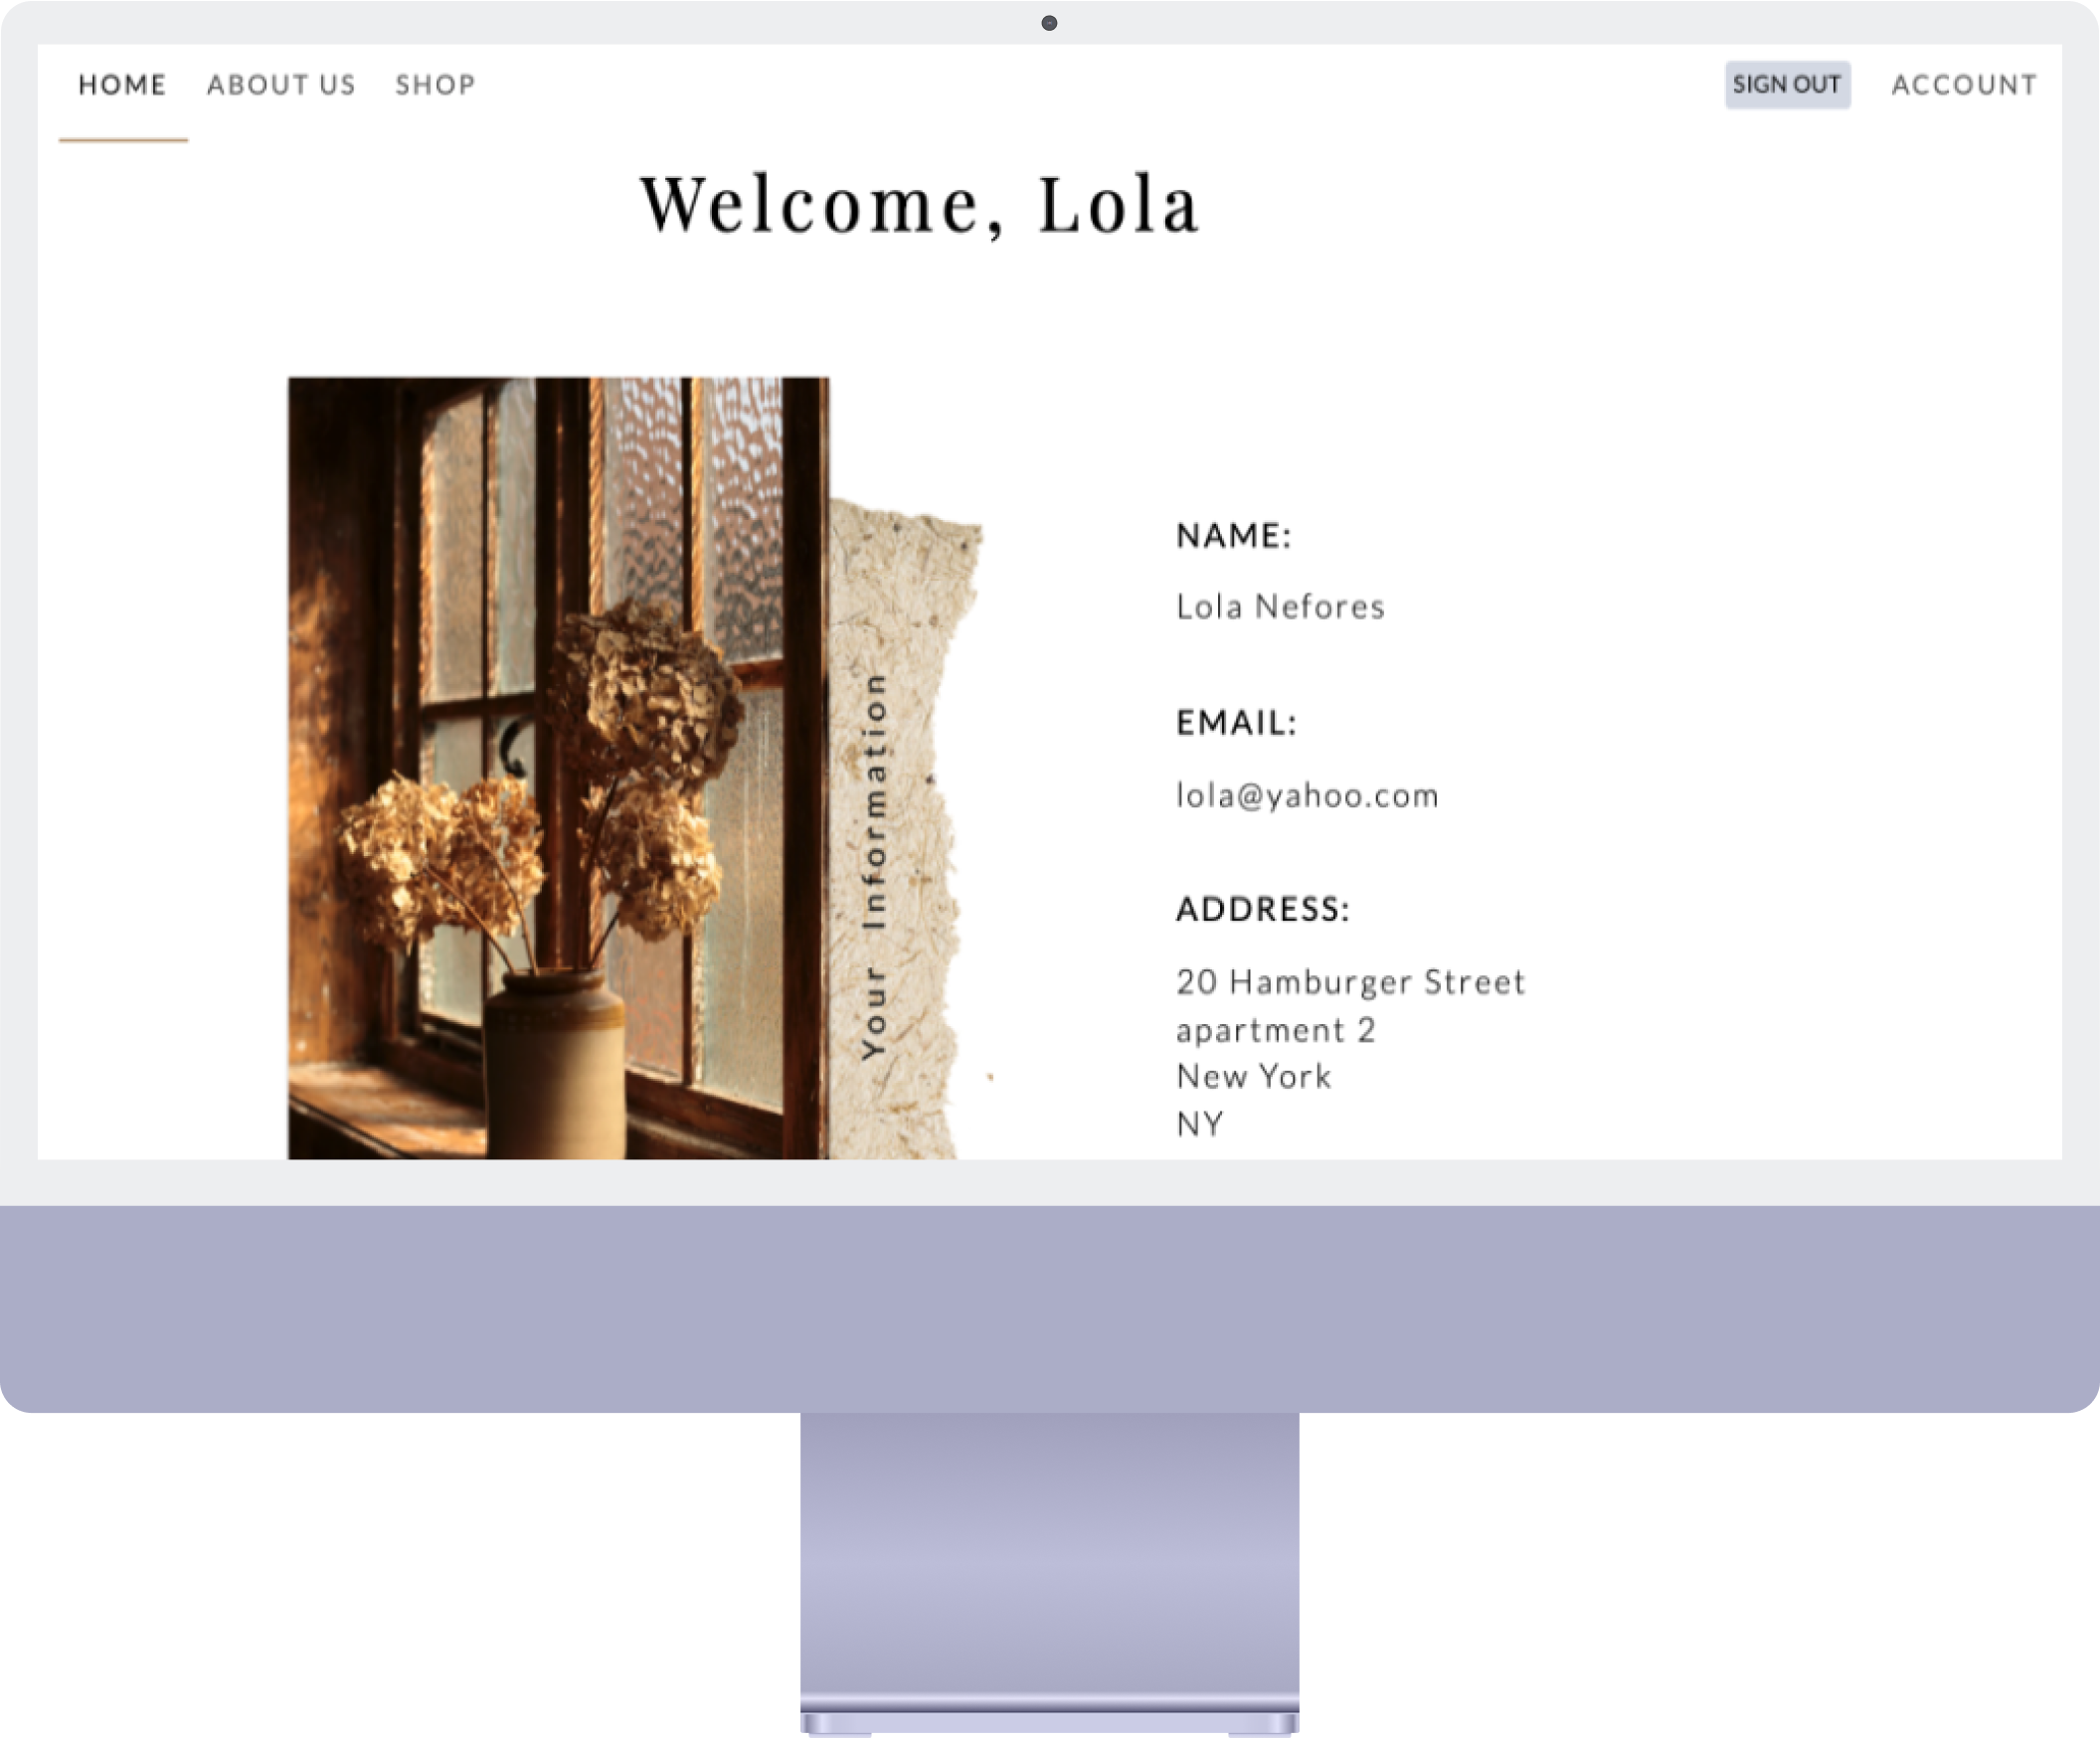 HOME ABOUT US SHOP SIGN OUT ACCOUNT
Welcome, Lola
Your Information
NAME:
Lola Nefores
EMAIL:
lola@yahoo.com
ADDRESS:
20 Hamburger Street
apartment 2
New York
NY